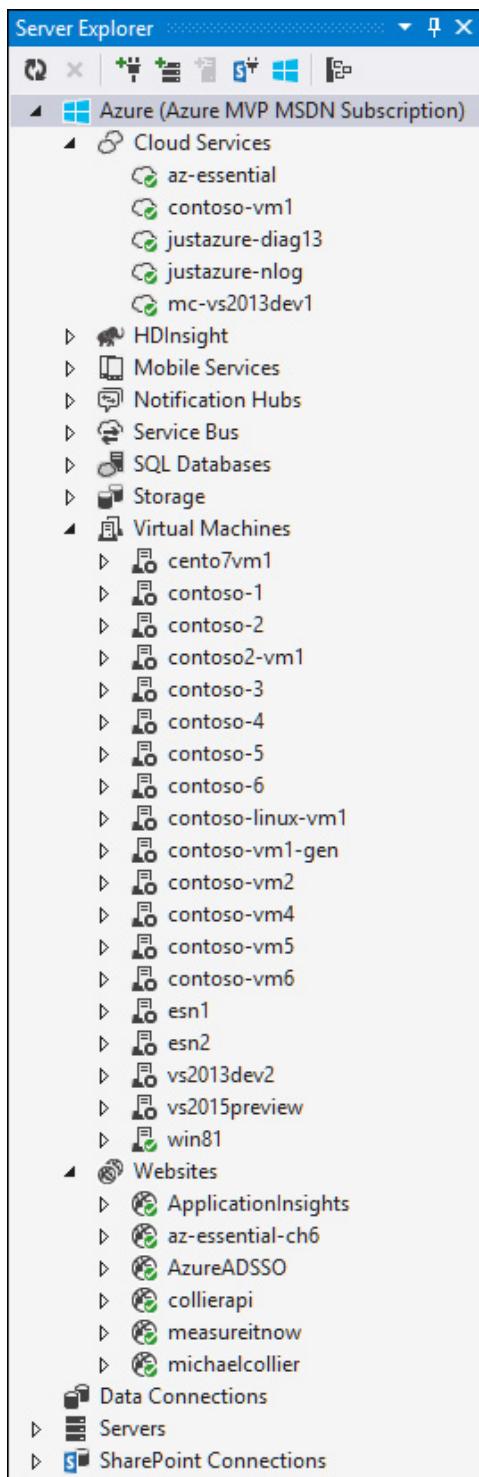 Server Explorer
Azure (Azure MVP MSDN Subscription)
Cloud Services
az-essential
contoso-vm1
justazure-diag13
justazure-nlog
mc-vs2013dev1
HDInsight
Mobile Services
Notification Hubs
Service Bus
SQL Databases
Storage
Virtual Machines
cento7vm1
contoso-1
contoso-2
contoso2-vm1
contoso-3
contoso-4
contoso-5
contoso-6
contoso-linux-vm1
contoso-vm1-gen
contoso-vm2
contoso-vm4
contoso-vm5
contoso-vm6
esn1
esn2
vs2013dev2
vs2015preview
win81
Websites
ApplicationInsights
az-essential-ch6
AzureADSSO
collierapi
measureitnow
michaelcollier
Data Connections
Servers
SharePoint Connections